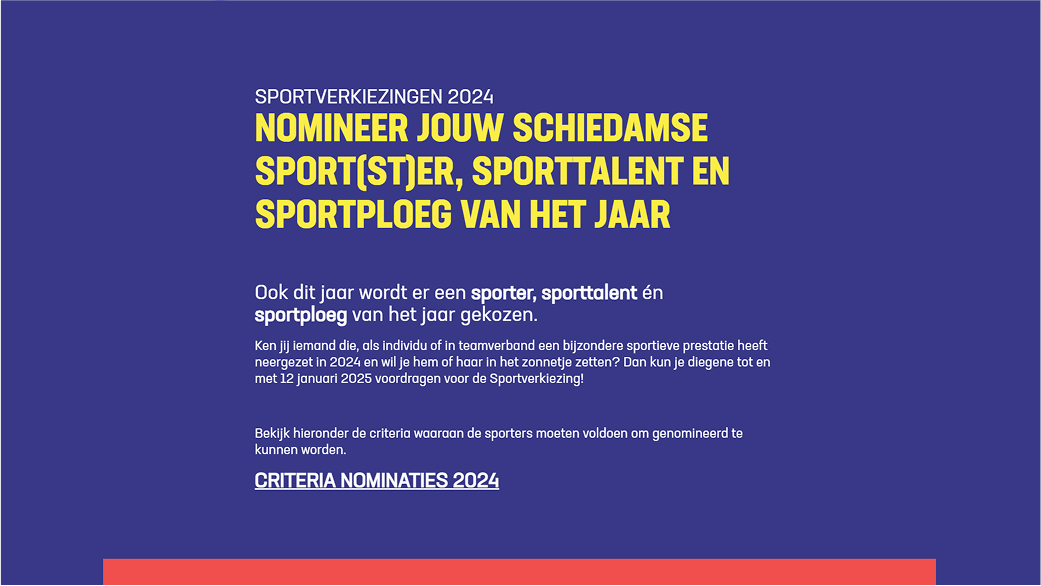 SPORTVERKIEZINGEN 2024
NOMINEER JOUW SCHIEDAMSE
SPORT(ST)ER, SPORTTALENT EN
SPORTPLOEG VAN HET JAAR
Ook dit jaar wordt er een sporter, sporttalent én
sportploeg van het jaar gekozen.
Ken jij iemand die, als individu of in teamverband een bijzondere sportieve prestatie heeft
neergezet in 2024 en wil je hem of haar in het zonnetje zetten? Dan kun je diegene tot en
met 12 januari 2025 voordragen voor de Sportverkiezing!
Bekijk hieronder de criteria waaraan de sporters moeten voldoen om genomineerd te
kunnen worden.
CRITERIA NOMINATIES 2024